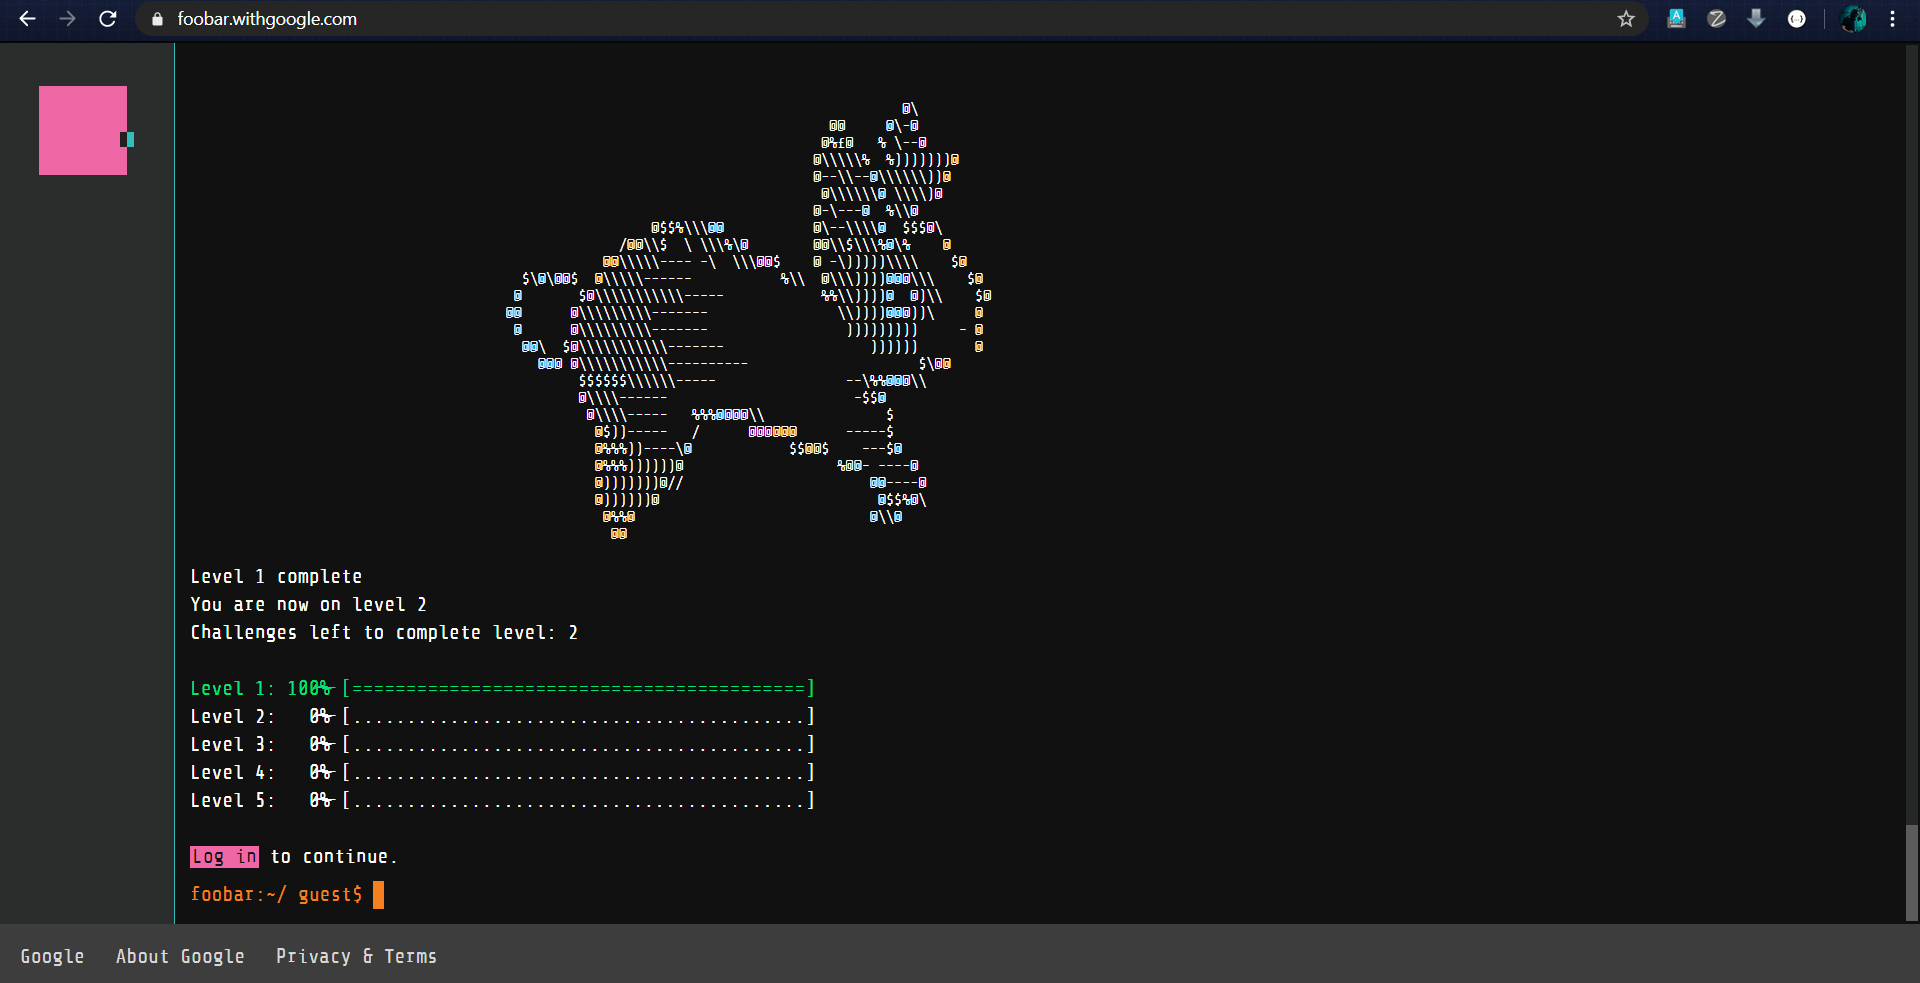 foobar.withgoogle.com
Level 1 complete
You are now on level 2
Challenges left to complete level: 2
Level 1: 100% [==========================================]
Level 2:   0% [..........................................]
Level 3:   0% [..........................................]
Level 4:   0% [..........................................]
Level 5:   0% [..........................................]
Log in to continue.
foobar:~/ guest$
Google   About Google   Privacy & Terms